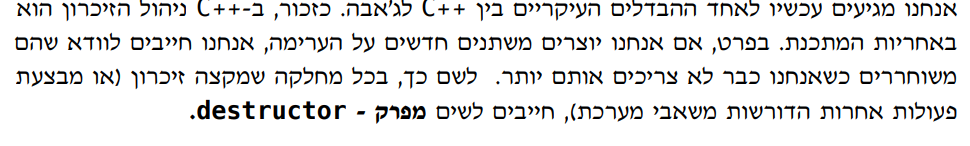 אנחנו מגיעים עכשיו לאחד ההבדלים העיקריים בין C++ לג'אבה. כזכור, ב-C++ ניהול הזיכרון הוא
באחריות המתכנת. בפרט, אם אנחנו יוצרים משתנים חדשים על הערימה, אנחנו חייבים לוודא שהם
משוחררים כשאנחנו כבר לא צריכים אותם יותר. לשם כך, בכל מחלקה שמקצה זיכרון (או מבצעת
פעולות אחרות הדורשות משאבי מערכת), חייבים לשים מפרק - destructor.